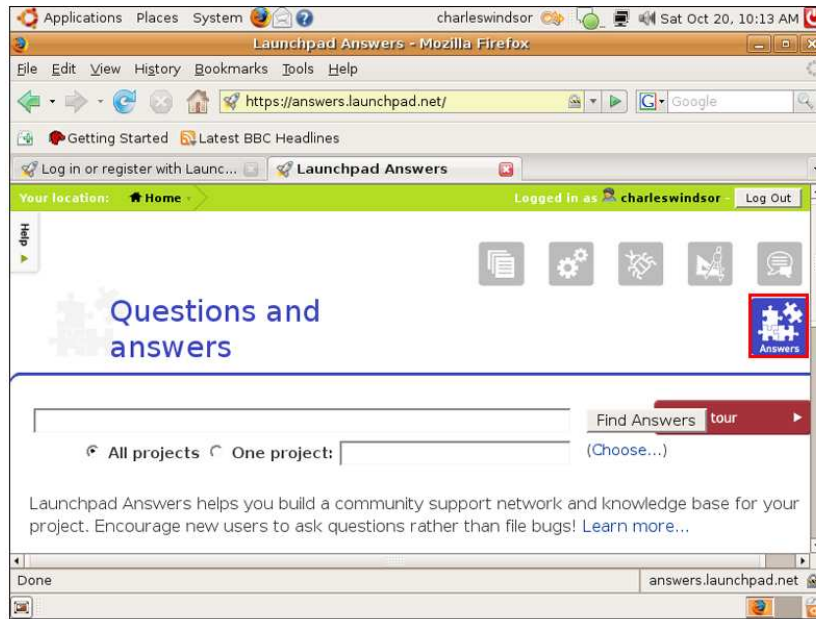 Applications Places System charleswindsor Sat Oct 20, 10:13 AM
Launchpad Answers - Mozilla Firefox
File Edit View History Bookmarks Tools Help
https://answers.launchpad.net/ G Google
Getting Started Latest BBC Headlines
Log in or register with Launc... Launchpad Answers
Your location: Home Logged in as charleswindsor - Log Out
Help
Questions and
answers
Answers
Find Answers tour
All projects One project: (Choose...)
Launchpad Answers helps you build a community support network and knowledge base for your
project. Encourage new users to ask questions rather than file bugs! Learn more...
Done answers.launchpad.net